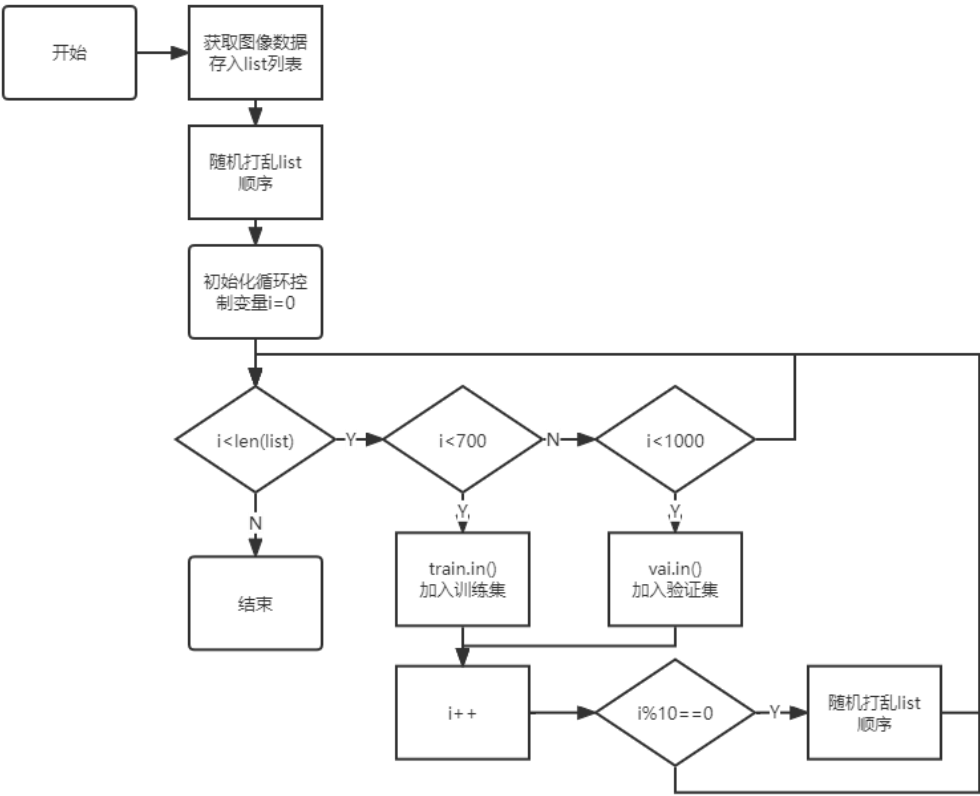 开始
获取图像数据
存入list列表
随机打乱list
顺序
初始化循环控
制变量i=0
i<len(list)
Y
i<700
N
i<1000
N
Y
Y
结束
train.in()
加入训练集
vai.in()
加入验证集
i++
i%10==0
Y
随机打乱list
顺序